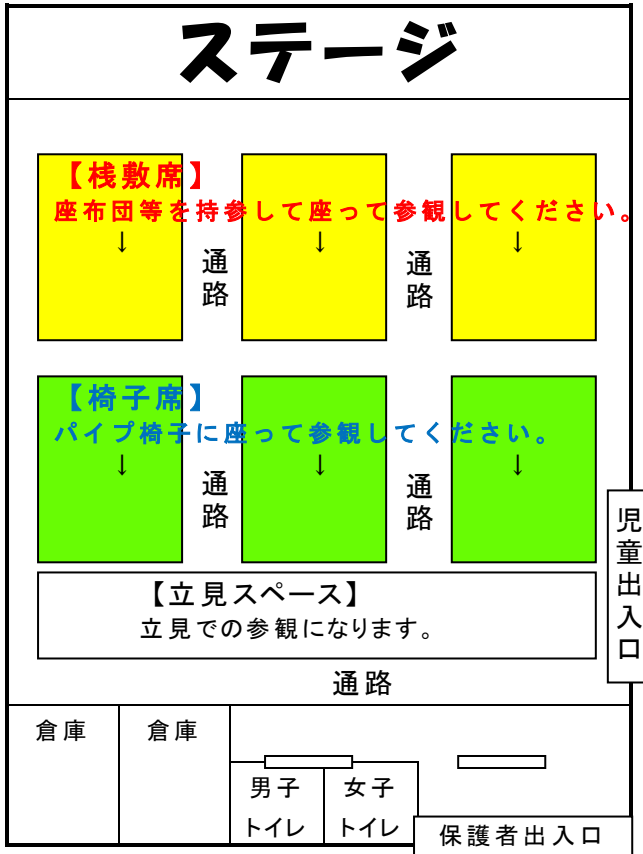 ステージ
【桟敷席】
座布団等を持参して座って参観してください。
↓ ↓ ↓
通路 通路
【椅子席】
パイプ椅子に座って参観してください。
↓ ↓ ↓
通路 通路
児童出入口
【立見スペース】
立見での参観になります。
通路
倉庫 倉庫
男子 女子
トイレ トイレ
保護者出入口